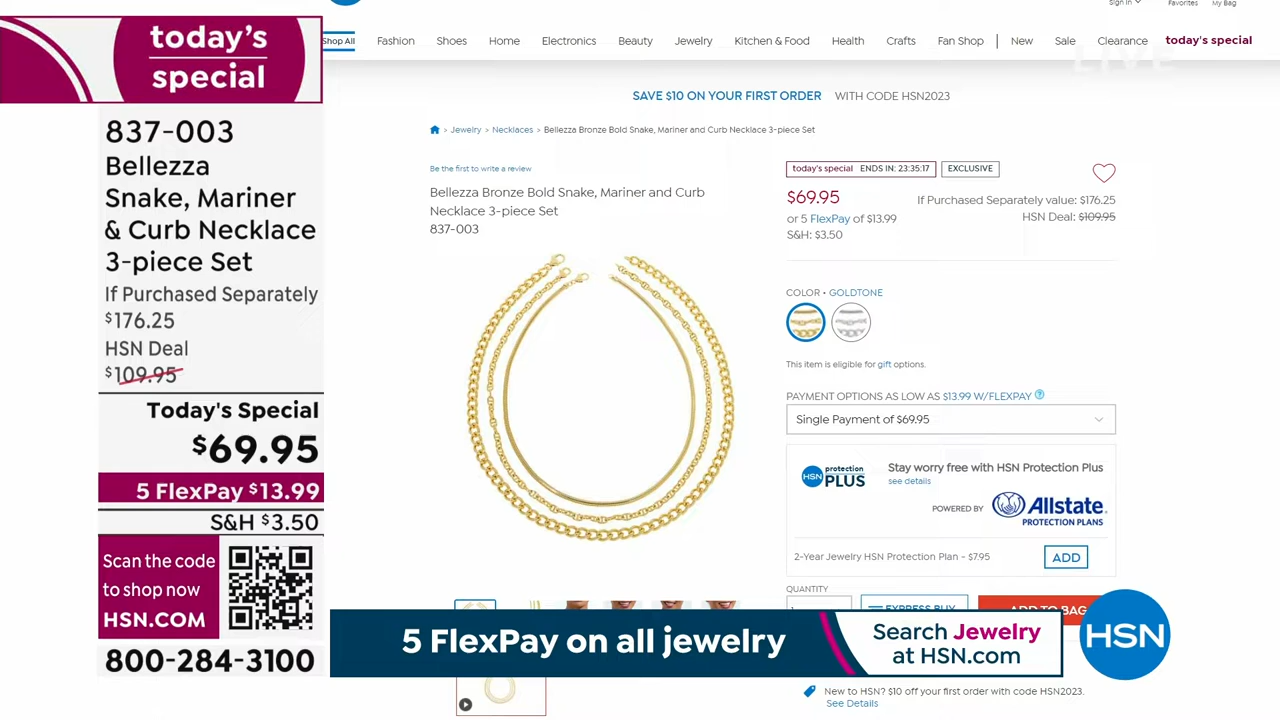 today's
special
837-003
Bellezza
Snake, Mariner
& Curb Necklace
3-piece Set
If Purchased Separately
$176.25
HSN Deal
$109.95
Today's Special
$69.95
5 FlexPay $13.99
S&H $3.50
Scan the code
to shop now
HSN.COM
800-284-3100
Sign In
Favorites
My Bag
Shop All
Fashion
Shoes
Home
Electronics
Beauty
Jewelry
Kitchen & Food
Health
Crafts
Fan Shop
New
Sale
Clearance
today's special
LIVE
SAVE $10 ON YOUR FIRST ORDER WITH CODE HSN2023
> Jewelry > Necklaces > Bellezza Bronze Bold Snake, Mariner and Curb Necklace 3-piece Set
Be the first to write a review
Bellezza Bronze Bold Snake, Mariner and Curb
Necklace 3-piece Set
837-003
today's special ENDS IN: 23:35:17
EXCLUSIVE
$69.95
If Purchased Separately value: $176.25
or 5 FlexPay of $13.99
HSN Deal: $109.95
S&H: $3.50
COLOR • GOLDTONE
This item is eligible for gift options.
PAYMENT OPTIONS AS LOW AS $13.99 W/FLEXPAY ?
Single Payment of $69.95
HSN protection PLUS
Stay worry free with HSN Protection Plus
see details
POWERED BY
Allstate.
PROTECTION PLANS
2-Year Jewelry HSN Protection Plan - $7.95
ADD
QUANTITY
1
EXPRESS BUY
ADD TO BAG
5 FlexPay on all jewelry
Search Jewelry
at HSN.com
HSN
New to HSN? $10 off your first order with code HSN2023.
See Details